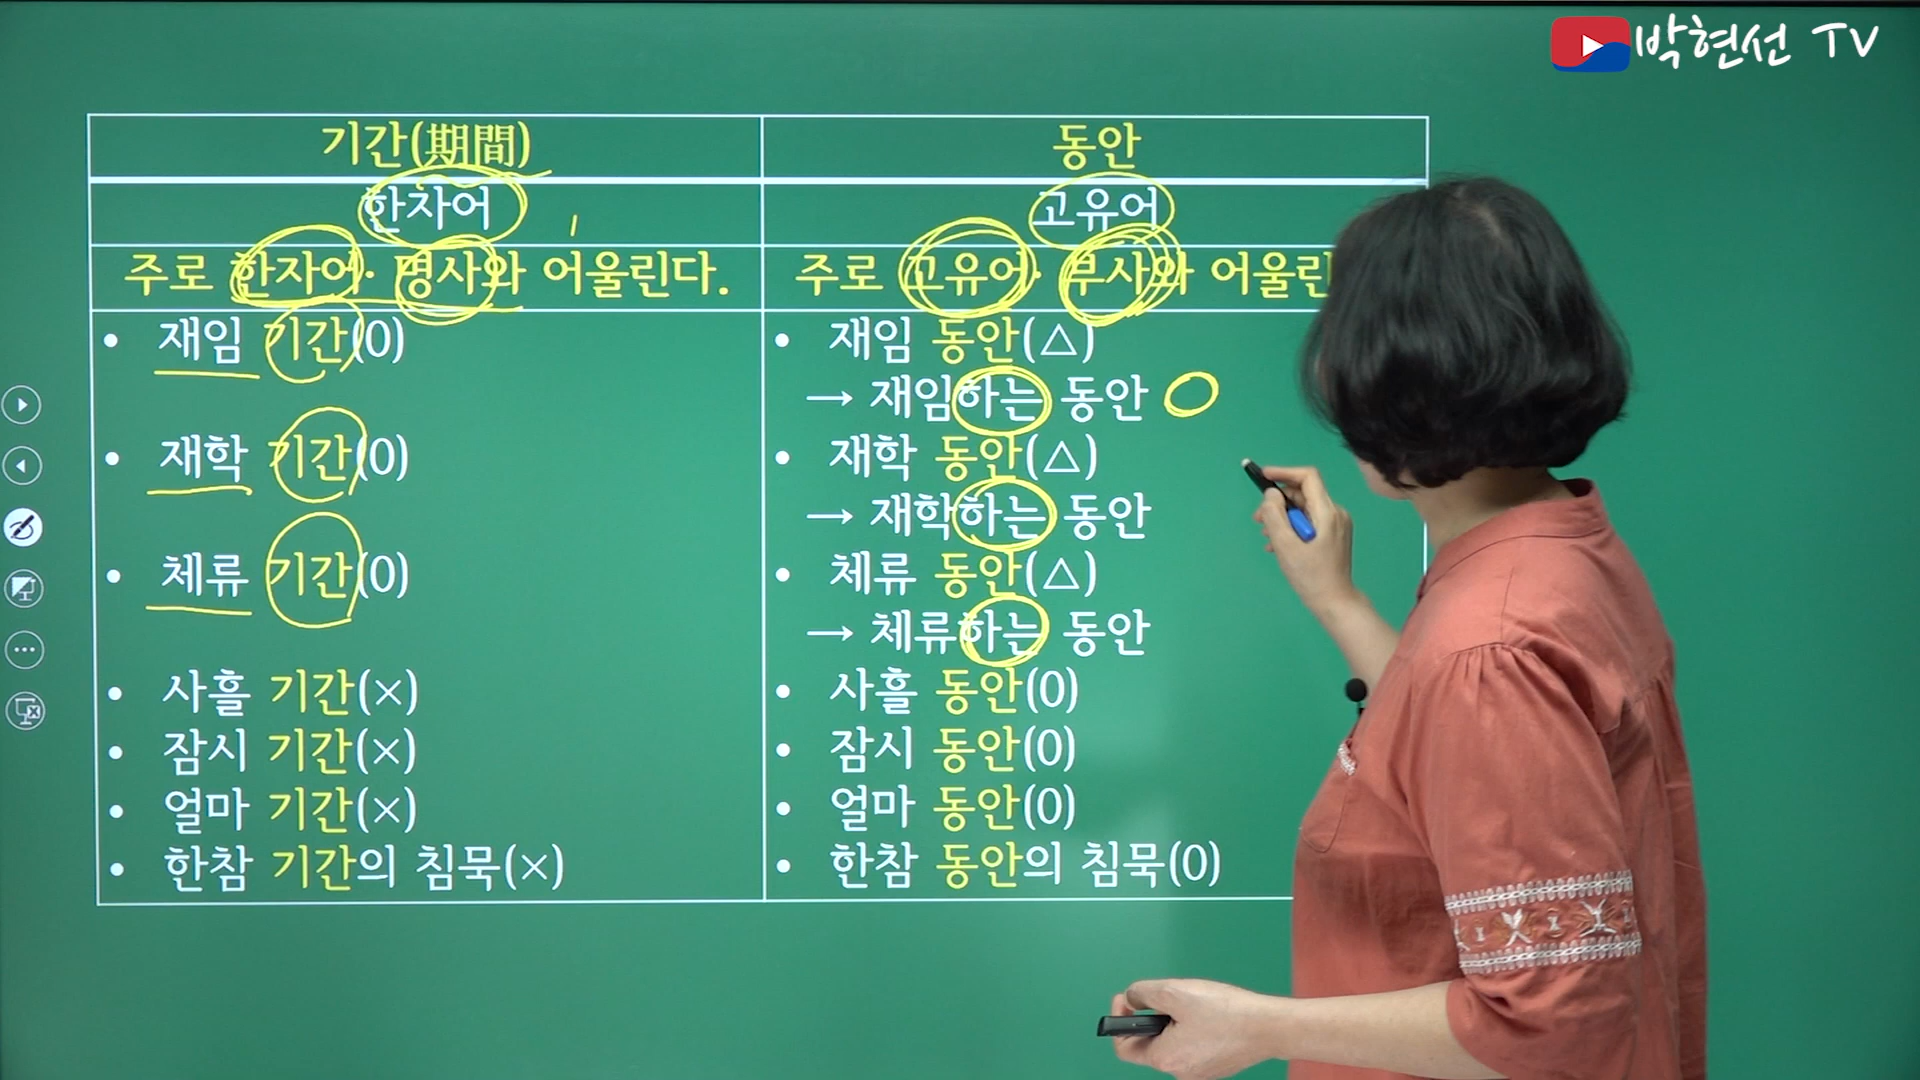 박현선 TV
기간(期間)
동안
한자어
고유어
주로 한자어· 명사와 어울린다.
주로 고유어· 부사와 어울린
• 재임 기간(0)
• 재학 기간(0)
• 체류 기간(0)
• 사흘 기간(×)
• 잠시 기간(×)
• 얼마 기간(×)
• 한참 기간의 침묵(×)
• 재임 동안(△)
→ 재임하는 동안
• 재학 동안(△)
→ 재학하는 동안
• 체류 동안(△)
→ 체류하는 동안
• 사흘 동안(0)
• 잠시 동안(0)
• 얼마 동안(0)
• 한참 동안의 침묵(0)